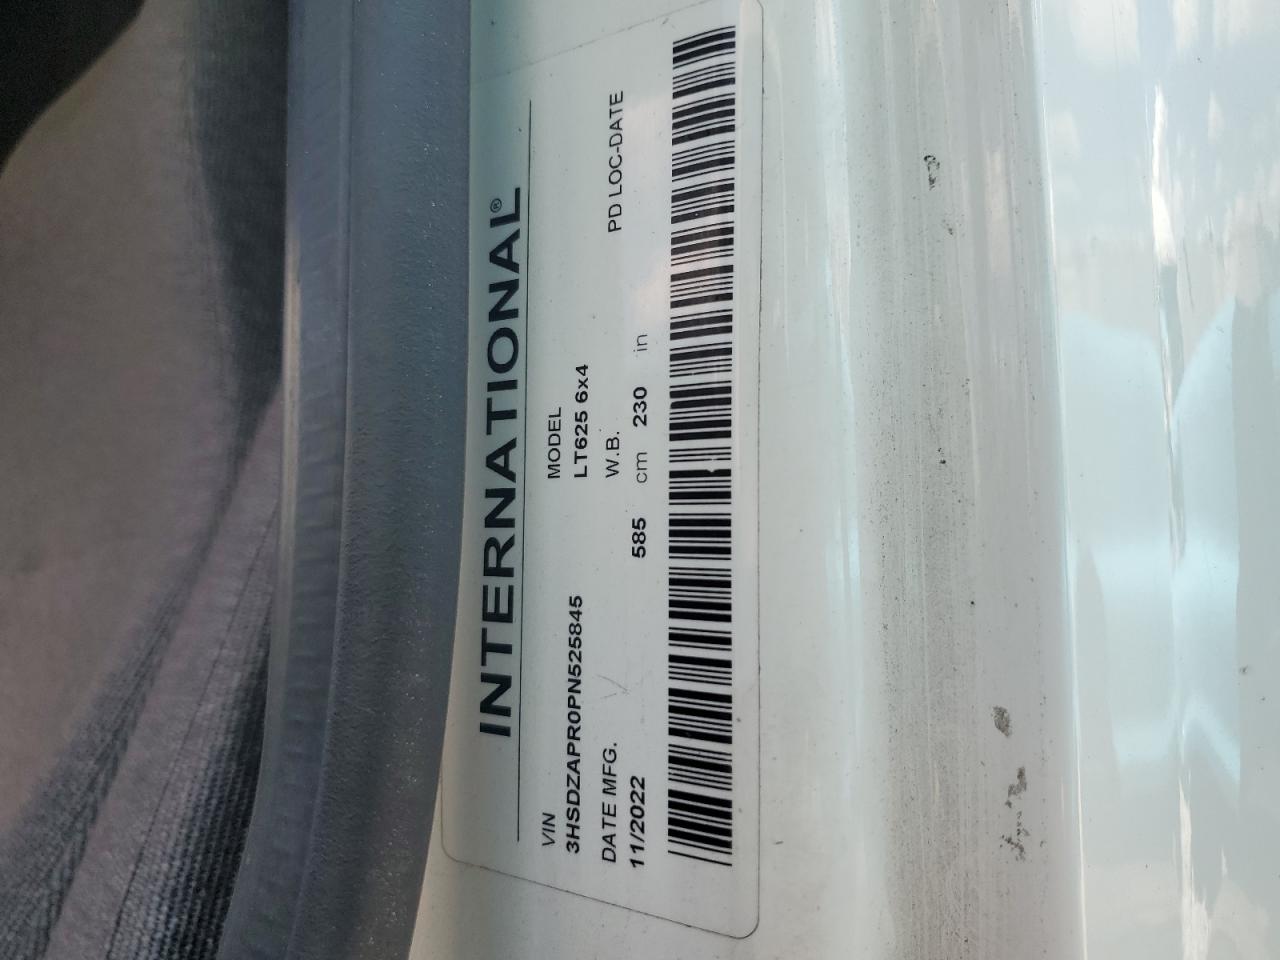 INTERNATIONAL®
VIN MODEL
3HSDZAPR0PN525845 LT625 6x4
DATE MFG. W.B. PD LOC-DATE
11/2022 585 cm 230 in